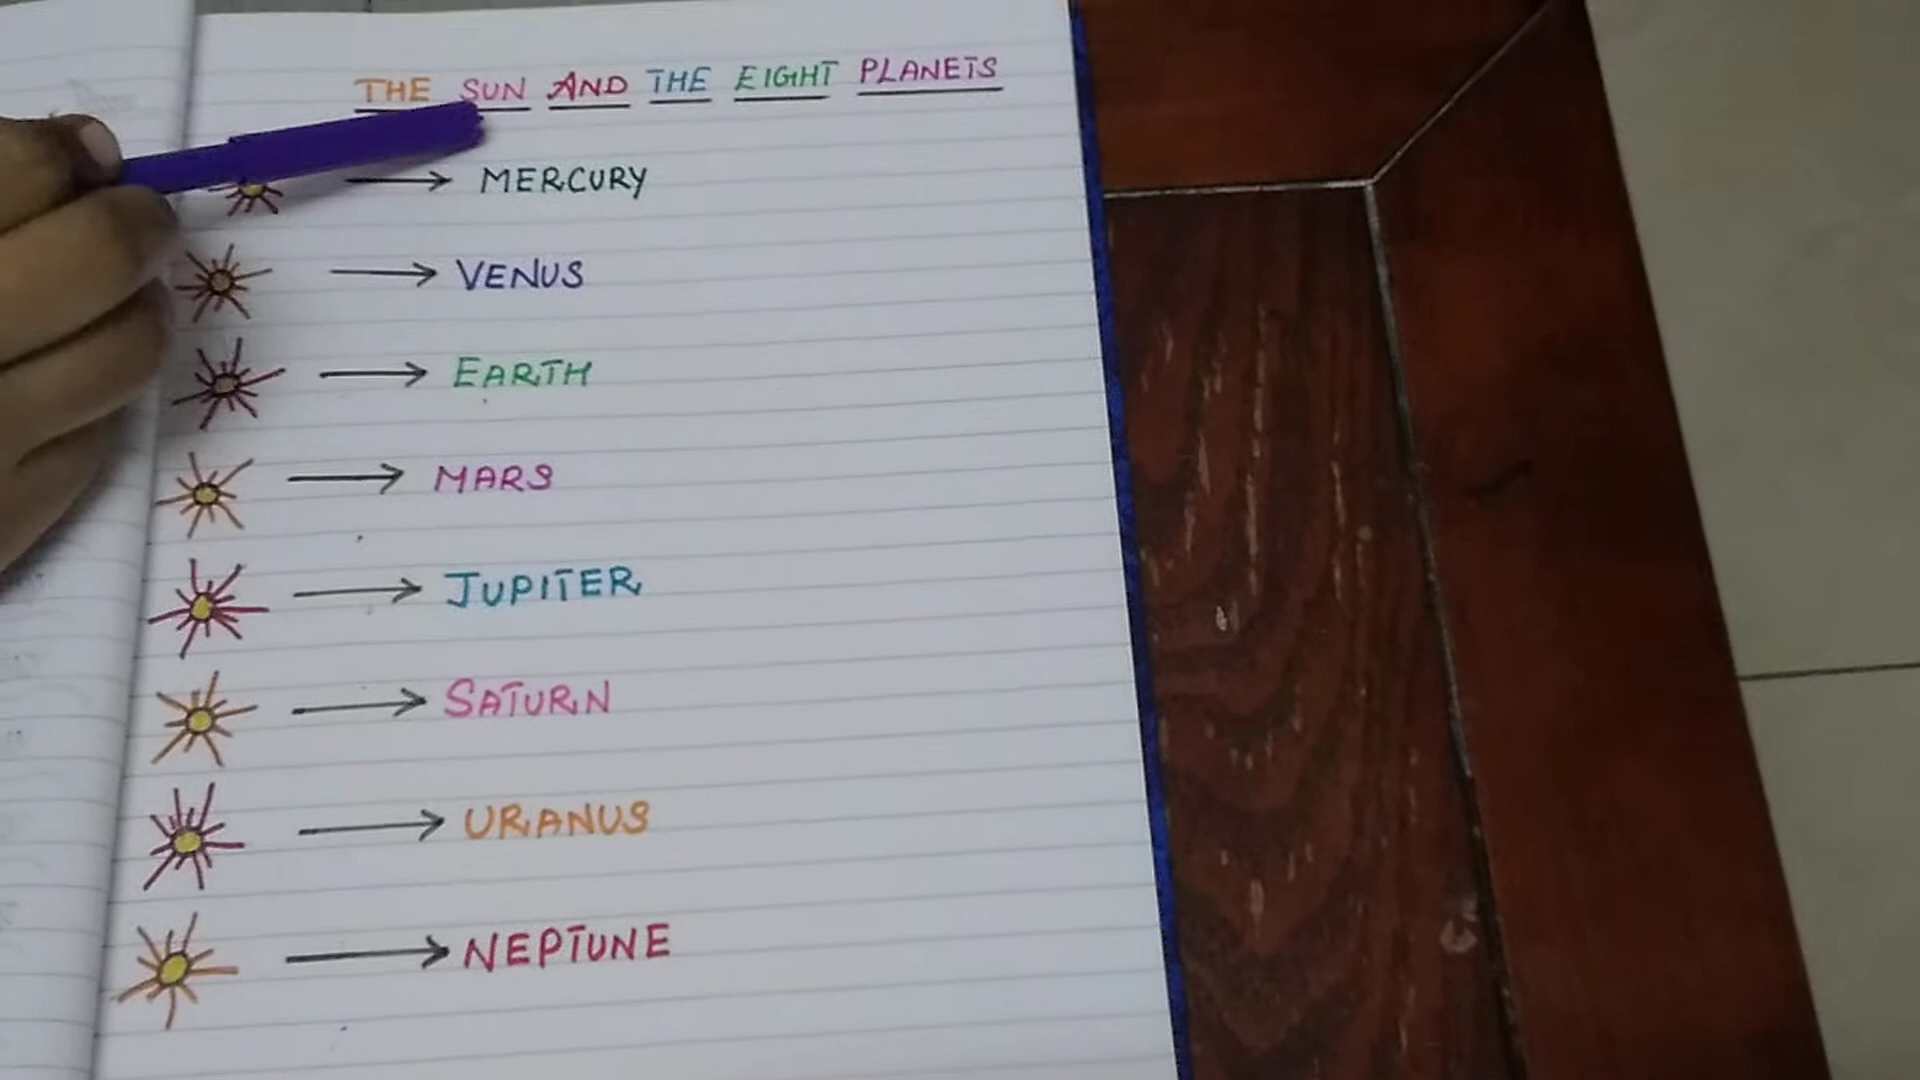 THE SUN AND THE EIGHT PLANETS
→ MERCURY
→ VENUS
→ EARTH
→ MARS
→ JUPITER
→ SATURN
→ URANUS
→ NEPTUNE